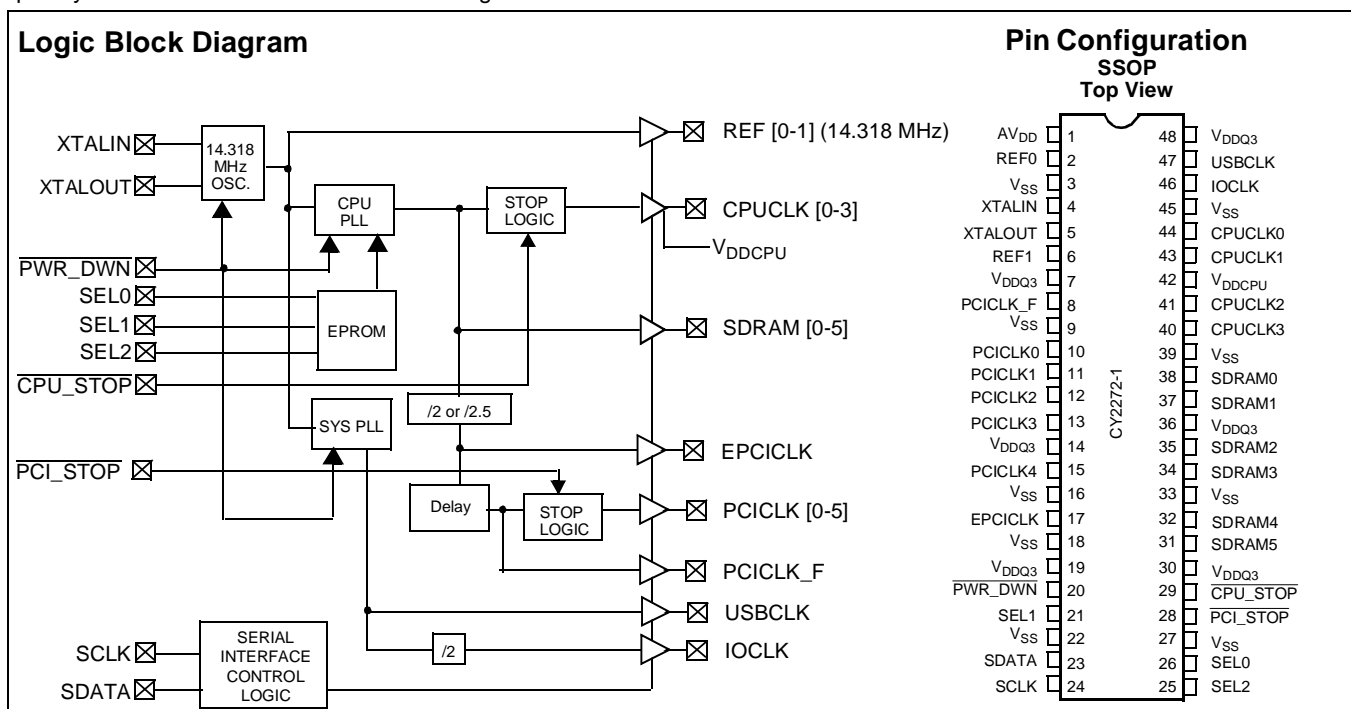 Logic Block Diagram
XTALIN
XTALOUT
PWR_DWN
SEL0
SEL1
SEL2
CPU_STOP
PCI_STOP
SCLK
SDATA
14.318
MHz
OSC.
CPU
PLL
EPROM
STOP
LOGIC
/2 or /2.5
SYS PLL
Delay
STOP
LOGIC
/2
SERIAL
INTERFACE
CONTROL
LOGIC
REF [0-1] (14.318 MHz)
CPUCLK [0-3]
VDDCPU
SDRAM [0-5]
EPCICLK
PCICLK [0-5]
PCICLK_F
USBCLK
IOCLK
Pin Configuration
SSOP
Top View
CY2272-1
AVDD 1
REF0 2
VSS 3
XTALIN 4
XTALOUT 5
REF1 6
VDDQ3 7
PCICLK_F 8
VSS 9
PCICLK0 10
PCICLK1 11
PCICLK2 12
PCICLK3 13
VDDQ3 14
PCICLK4 15
VSS 16
EPCICLK 17
VSS 18
VDDQ3 19
PWR_DWN 20
SEL1 21
VSS 22
SDATA 23
SCLK 24
48 VDDQ3
47 USBCLK
46 IOCLK
45 VSS
44 CPUCLK0
43 CPUCLK1
42 VDDCPU
41 CPUCLK2
40 CPUCLK3
39 VSS
38 SDRAM0
37 SDRAM1
36 VDDQ3
35 SDRAM2
34 SDRAM3
33 VSS
32 SDRAM4
31 SDRAM5
30 VDDQ3
29 CPU_STOP
28 PCI_STOP
27 VSS
26 SEL0
25 SEL2